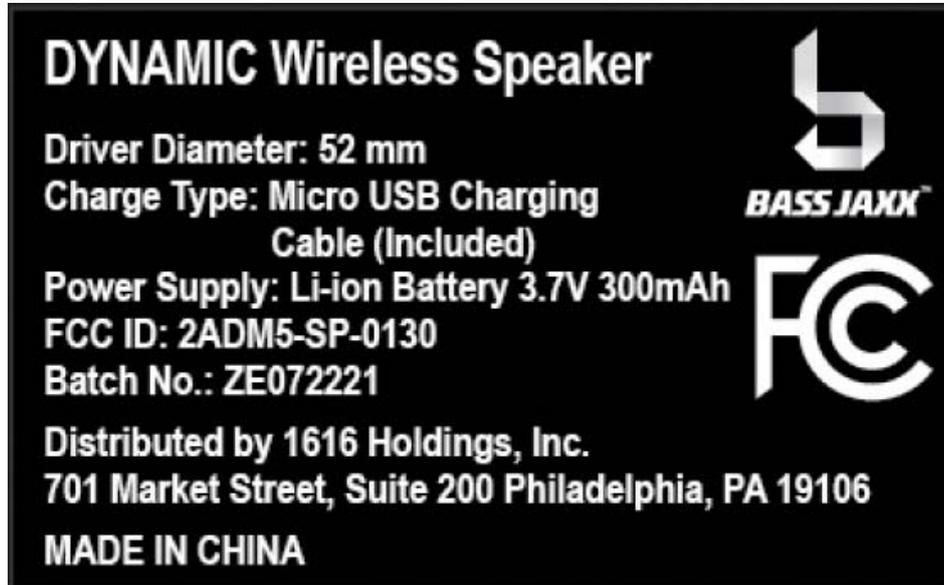 DYNAMIC Wireless Speaker
Driver Diameter: 52 mm
Charge Type: Micro USB Charging
Cable (Included)
Power Supply: Li-ion Battery 3.7V 300mAh
FCC ID: 2ADM5-SP-0130
Batch No.: ZE072221
Distributed by 1616 Holdings, Inc.
701 Market Street, Suite 200 Philadelphia, PA 19106
MADE IN CHINA
BASS JAXX™
FCC